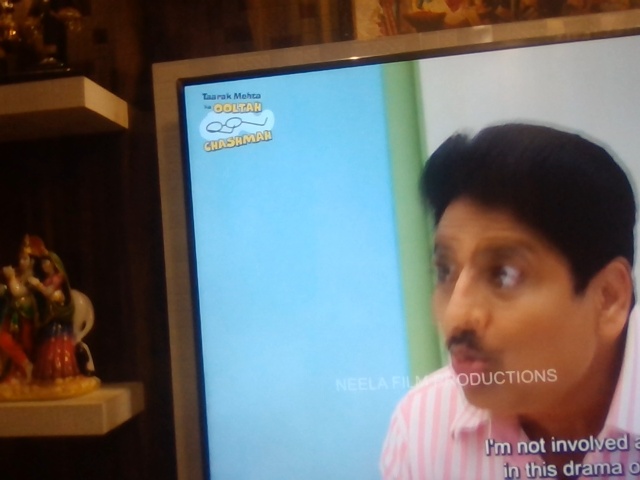 Taarak Mehta
Ka OOLTAH
CHASHMAH
NEELA FILM PRODUCTIONS
I'm not involved a
in this drama o